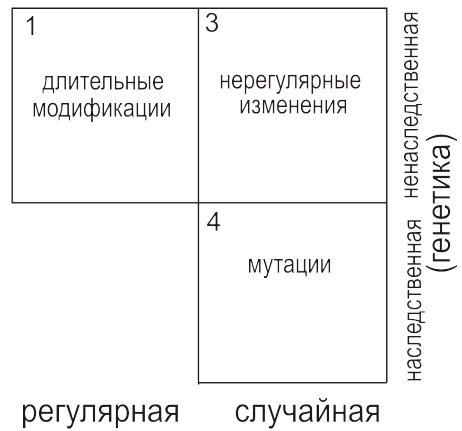 1
длительные
модификации
3
нерегулярные
изменения
4
мутации
ненаследственная
наследственная
(генетика)
регулярная
случайная